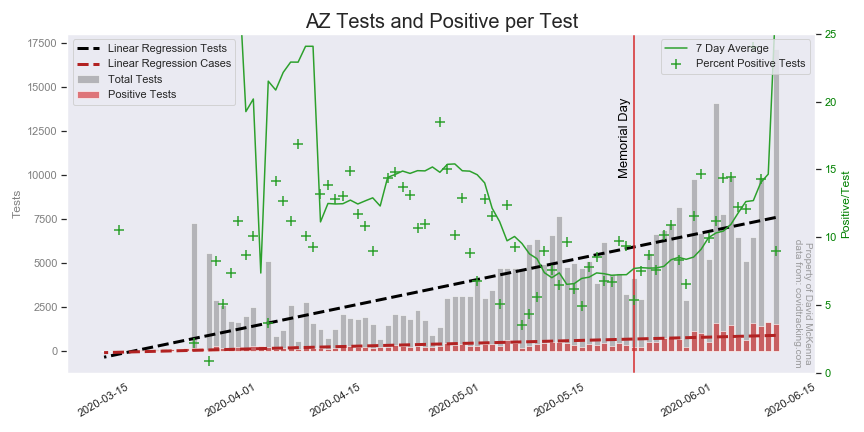 AZ Tests and Positive per Test
Linear Regression Tests
Linear Regression Cases
Total Tests
Positive Tests
7 Day Average
Percent Positive Tests
Memorial Day
Tests
17500
15000
12500
10000
7500
5000
2500
0
25
20
15
10
5
0
Positive/Test
Property of David McKenna
data from: covidtracking.com
2020-03-15
2020-04-01
2020-04-15
2020-05-01
2020-05-15
2020-06-01
2020-06-15